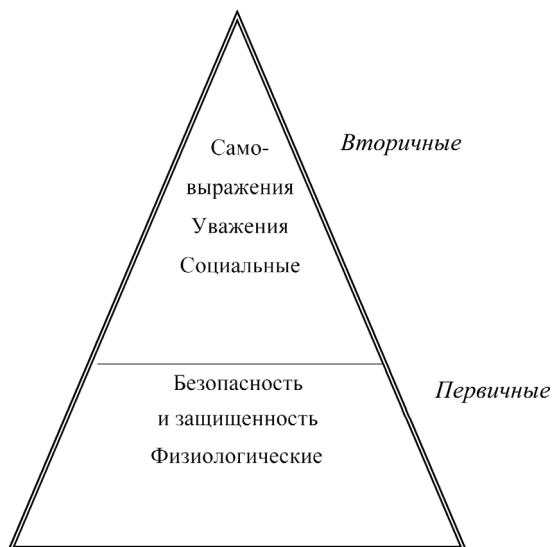 Само-
Вторичные
выражения
Уважения
Социальные
Безопасность
Первичные
и защищенность
Физиологические